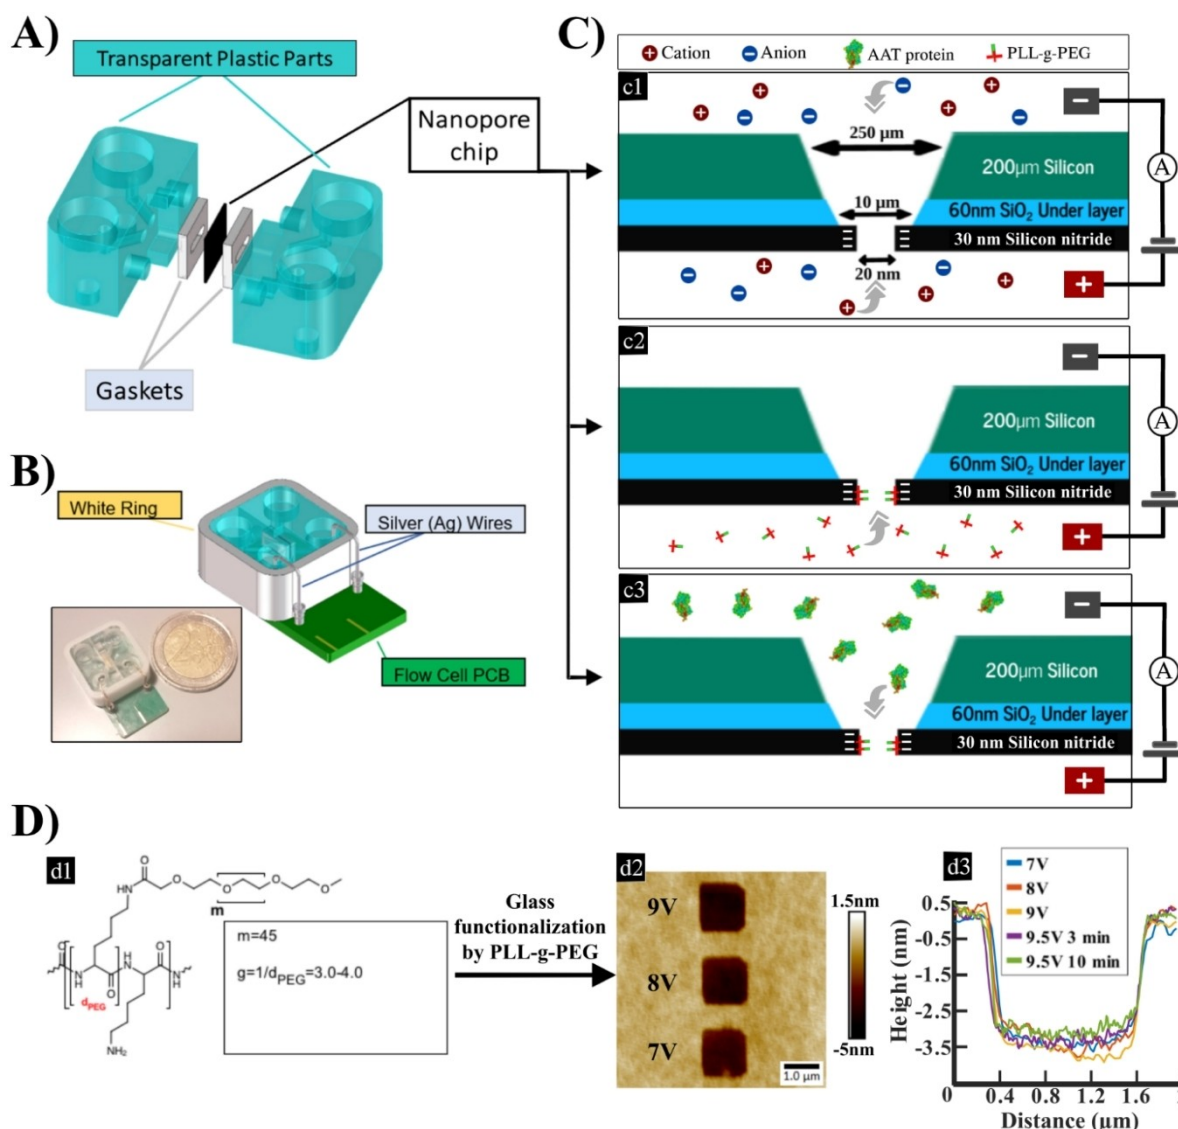 A)
Transparent Plastic Parts
Nanopore
chip
Gaskets
B)
White Ring
Silver (Ag) Wires
Flow Cell PCB
C)
+ Cation
− Anion
AAT protein
PLL-g-PEG
c1
−
250 µm
200µm Silicon
A
10 µm
60nm SiO2 Under layer
30 nm Silicon nitride
20 nm
+
c2
−
200µm Silicon
A
60nm SiO2 Under layer
30 nm Silicon nitride
+
c3
−
200µm Silicon
A
60nm SiO2 Under layer
30 nm Silicon nitride
+
D)
d1
O
HN
O
O
O
O
m
O
N
H
dPEG
O
H
N
O
N
H
NH2
m=45
g=1/dPEG=3.0-4.0
Glass
functionalization
by PLL-g-PEG
d2
9V
8V
7V
1.0 µm
1.5nm
-5nm
d3
7V
8V
9V
9.5V 3 min
9.5V 10 min
Height (nm)
0.5
-0.5
-1.5
-2.5
-3.5
0 0.4 0.8 1.2 1.6
Distance (µm)